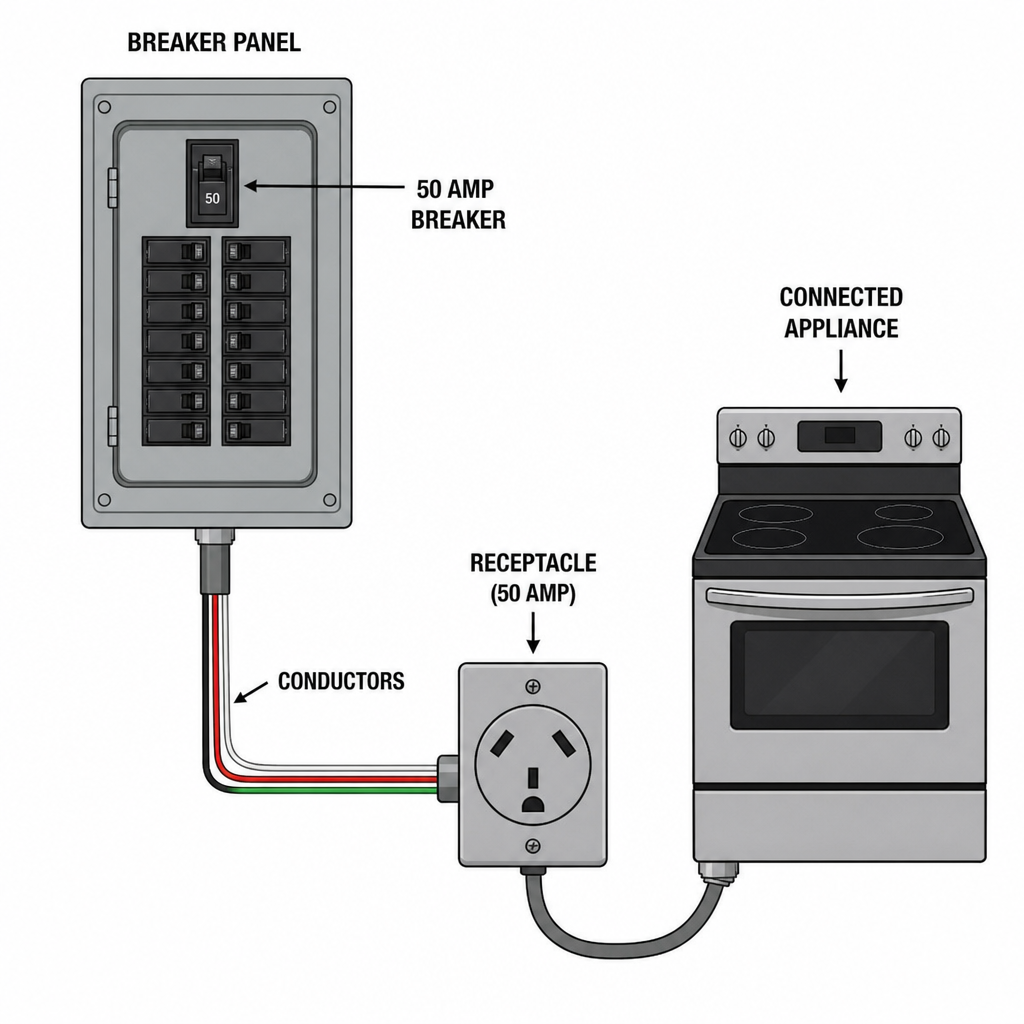 BREAKER PANEL
50
50 AMP
BREAKER
CONNECTED
APPLIANCE
RECEPTACLE
(50 AMP)
CONDUCTORS